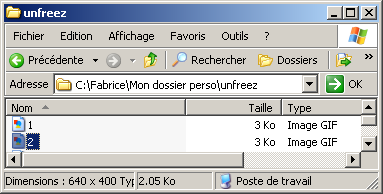 unfreez
Fichier Edition Affichage Favoris Outils ?
Précédente Rechercher Dossiers
Adresse C:\Fabrice\Mon dossier perso\unfreez OK
Nom Taille Type
1 3 Ko Image GIF
2 3 Ko Image GIF
Dimensions : 640 x 400 Typ 2.05 Ko Poste de travail